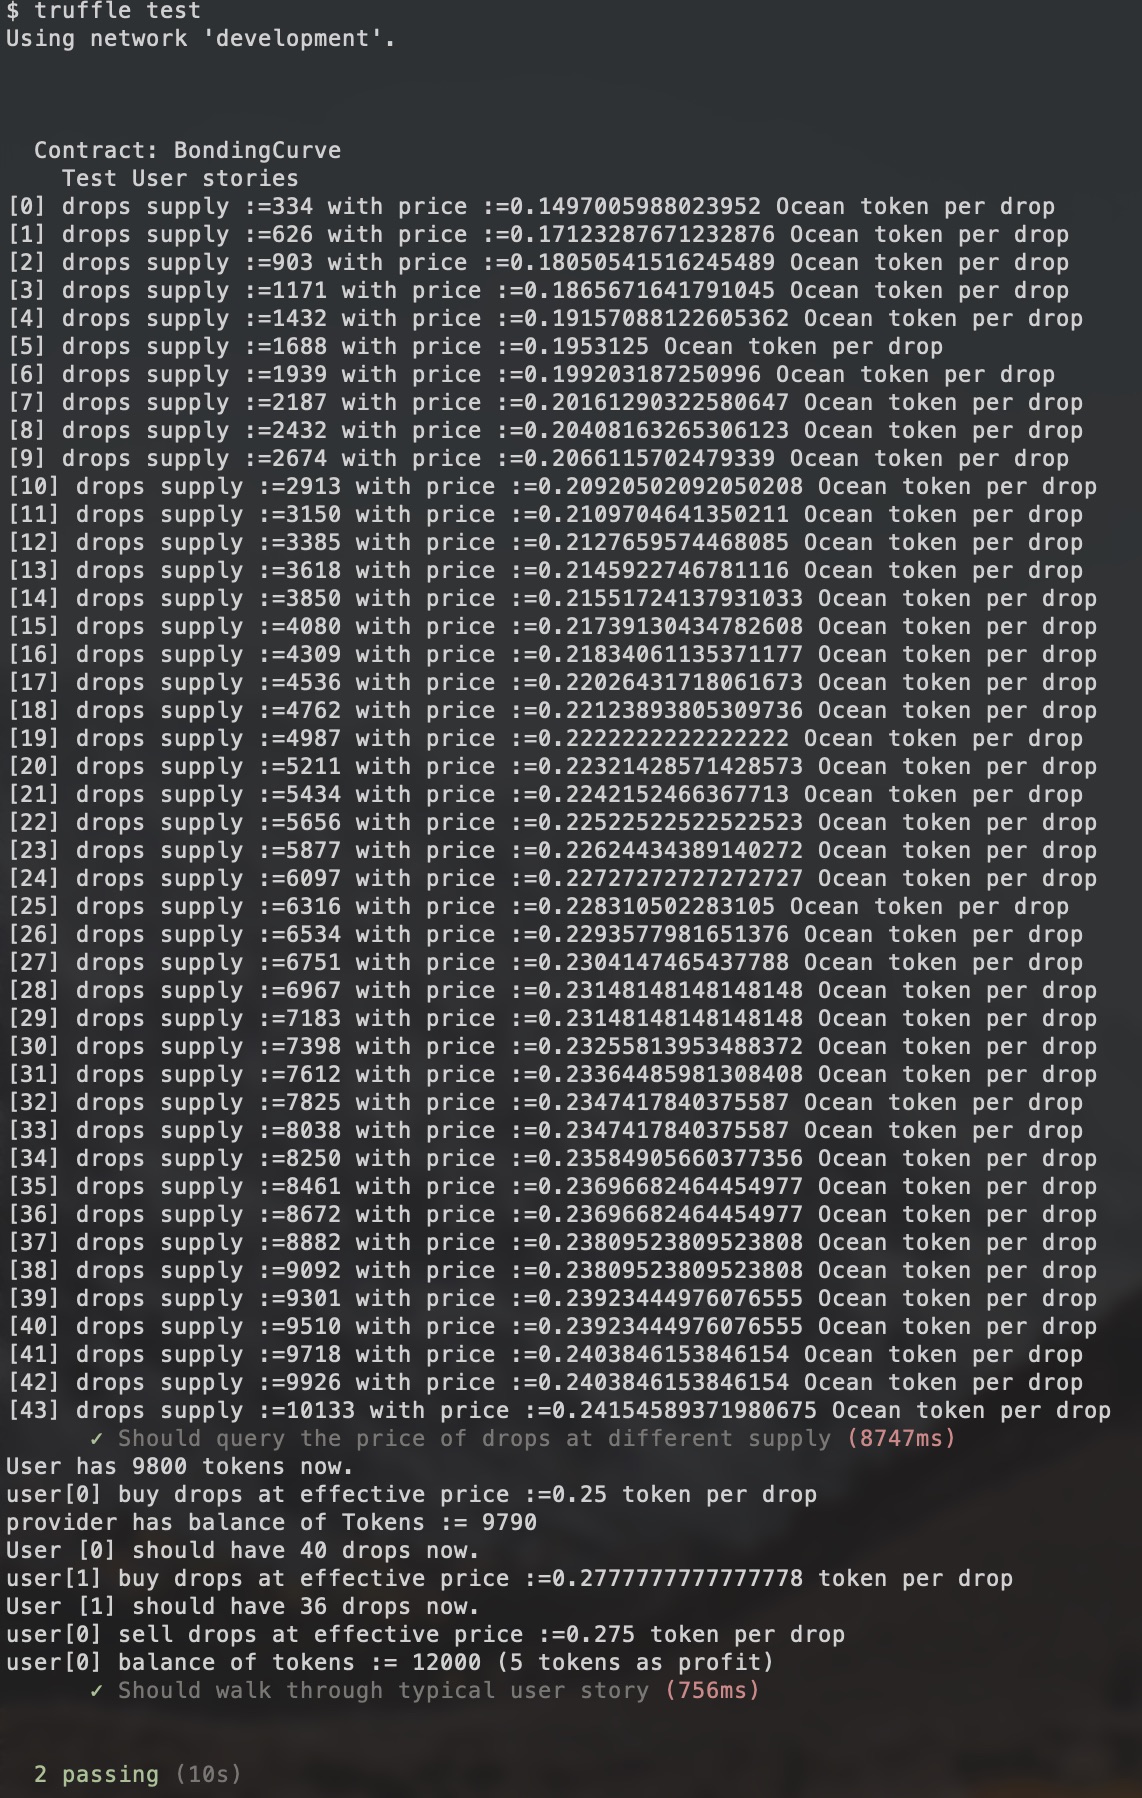 $ truffle test
Using network 'development'.
Contract: BondingCurve
Test User stories
[0] drops supply :=334 with price :=0.1497005988023952 Ocean token per drop
[1] drops supply :=626 with price :=0.17123287671232876 Ocean token per drop
[2] drops supply :=903 with price :=0.18050541516245489 Ocean token per drop
[3] drops supply :=1171 with price :=0.1865671641791045 Ocean token per drop
[4] drops supply :=1432 with price :=0.19157088122605362 Ocean token per drop
[5] drops supply :=1688 with price :=0.1953125 Ocean token per drop
[6] drops supply :=1939 with price :=0.199203187250996 Ocean token per drop
[7] drops supply :=2187 with price :=0.20161290322580647 Ocean token per drop
[8] drops supply :=2432 with price :=0.20408163265306123 Ocean token per drop
[9] drops supply :=2674 with price :=0.2066115702479339 Ocean token per drop
[10] drops supply :=2913 with price :=0.20920502092050208 Ocean token per drop
[11] drops supply :=3150 with price :=0.2109704641350211 Ocean token per drop
[12] drops supply :=3385 with price :=0.2127659574468085 Ocean token per drop
[13] drops supply :=3618 with price :=0.2145922746781116 Ocean token per drop
[14] drops supply :=3850 with price :=0.21551724137931033 Ocean token per drop
[15] drops supply :=4080 with price :=0.21739130434782608 Ocean token per drop
[16] drops supply :=4309 with price :=0.21834061135371177 Ocean token per drop
[17] drops supply :=4536 with price :=0.22026431718061673 Ocean token per drop
[18] drops supply :=4762 with price :=0.22123893805309736 Ocean token per drop
[19] drops supply :=4987 with price :=0.2222222222222222 Ocean token per drop
[20] drops supply :=5211 with price :=0.22321428571428573 Ocean token per drop
[21] drops supply :=5434 with price :=0.2242152466367713 Ocean token per drop
[22] drops supply :=5656 with price :=0.22522522522522523 Ocean token per drop
[23] drops supply :=5877 with price :=0.22624434389140272 Ocean token per drop
[24] drops supply :=6097 with price :=0.22727272727272727 Ocean token per drop
[25] drops supply :=6316 with price :=0.228310502283105 Ocean token per drop
[26] drops supply :=6534 with price :=0.2293577981651376 Ocean token per drop
[27] drops supply :=6751 with price :=0.2304147465437788 Ocean token per drop
[28] drops supply :=6967 with price :=0.23148148148148148 Ocean token per drop
[29] drops supply :=7183 with price :=0.23148148148148148 Ocean token per drop
[30] drops supply :=7398 with price :=0.23255813953488372 Ocean token per drop
[31] drops supply :=7612 with price :=0.23364485981308408 Ocean token per drop
[32] drops supply :=7825 with price :=0.2347417840375587 Ocean token per drop
[33] drops supply :=8038 with price :=0.2347417840375587 Ocean token per drop
[34] drops supply :=8250 with price :=0.23584905660377356 Ocean token per drop
[35] drops supply :=8461 with price :=0.23696682464454977 Ocean token per drop
[36] drops supply :=8672 with price :=0.23696682464454977 Ocean token per drop
[37] drops supply :=8882 with price :=0.23809523809523808 Ocean token per drop
[38] drops supply :=9092 with price :=0.23809523809523808 Ocean token per drop
[39] drops supply :=9301 with price :=0.23923444976076555 Ocean token per drop
[40] drops supply :=9510 with price :=0.23923444976076555 Ocean token per drop
[41] drops supply :=9718 with price :=0.2403846153846154 Ocean token per drop
[42] drops supply :=9926 with price :=0.2403846153846154 Ocean token per drop
[43] drops supply :=10133 with price :=0.24154589371980675 Ocean token per drop
✓ Should query the price of drops at different supply (8747ms)
User has 9800 tokens now.
user[0] buy drops at effective price :=0.25 token per drop
provider has balance of Tokens := 9790
User [0] should have 40 drops now.
user[1] buy drops at effective price :=0.2777777777777778 token per drop
User [1] should have 36 drops now.
user[0] sell drops at effective price :=0.275 token per drop
user[0] balance of tokens := 12000 (5 tokens as profit)
✓ Should walk through typical user story (756ms)
2 passing (10s)